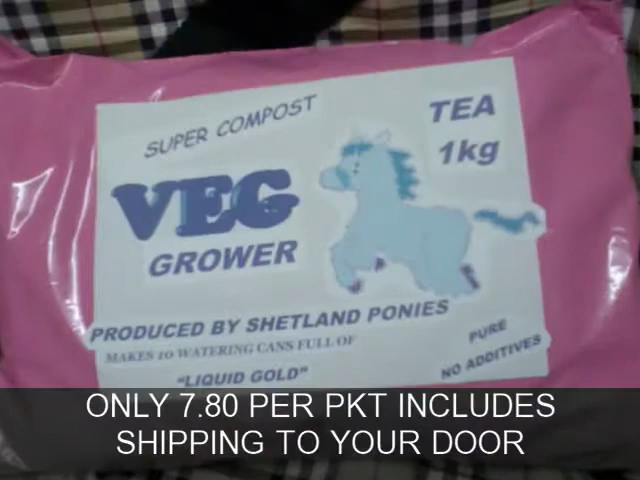 SUPER COMPOST
TEA
1kg
VEG
GROWER
PRODUCED BY SHETLAND PONIES
MAKES 10 WATERING CANS FULL OF
"LIQUID GOLD"
PURE
NO ADDITIVES
ONLY 7.80 PER PKT INCLUDES
SHIPPING TO YOUR DOOR